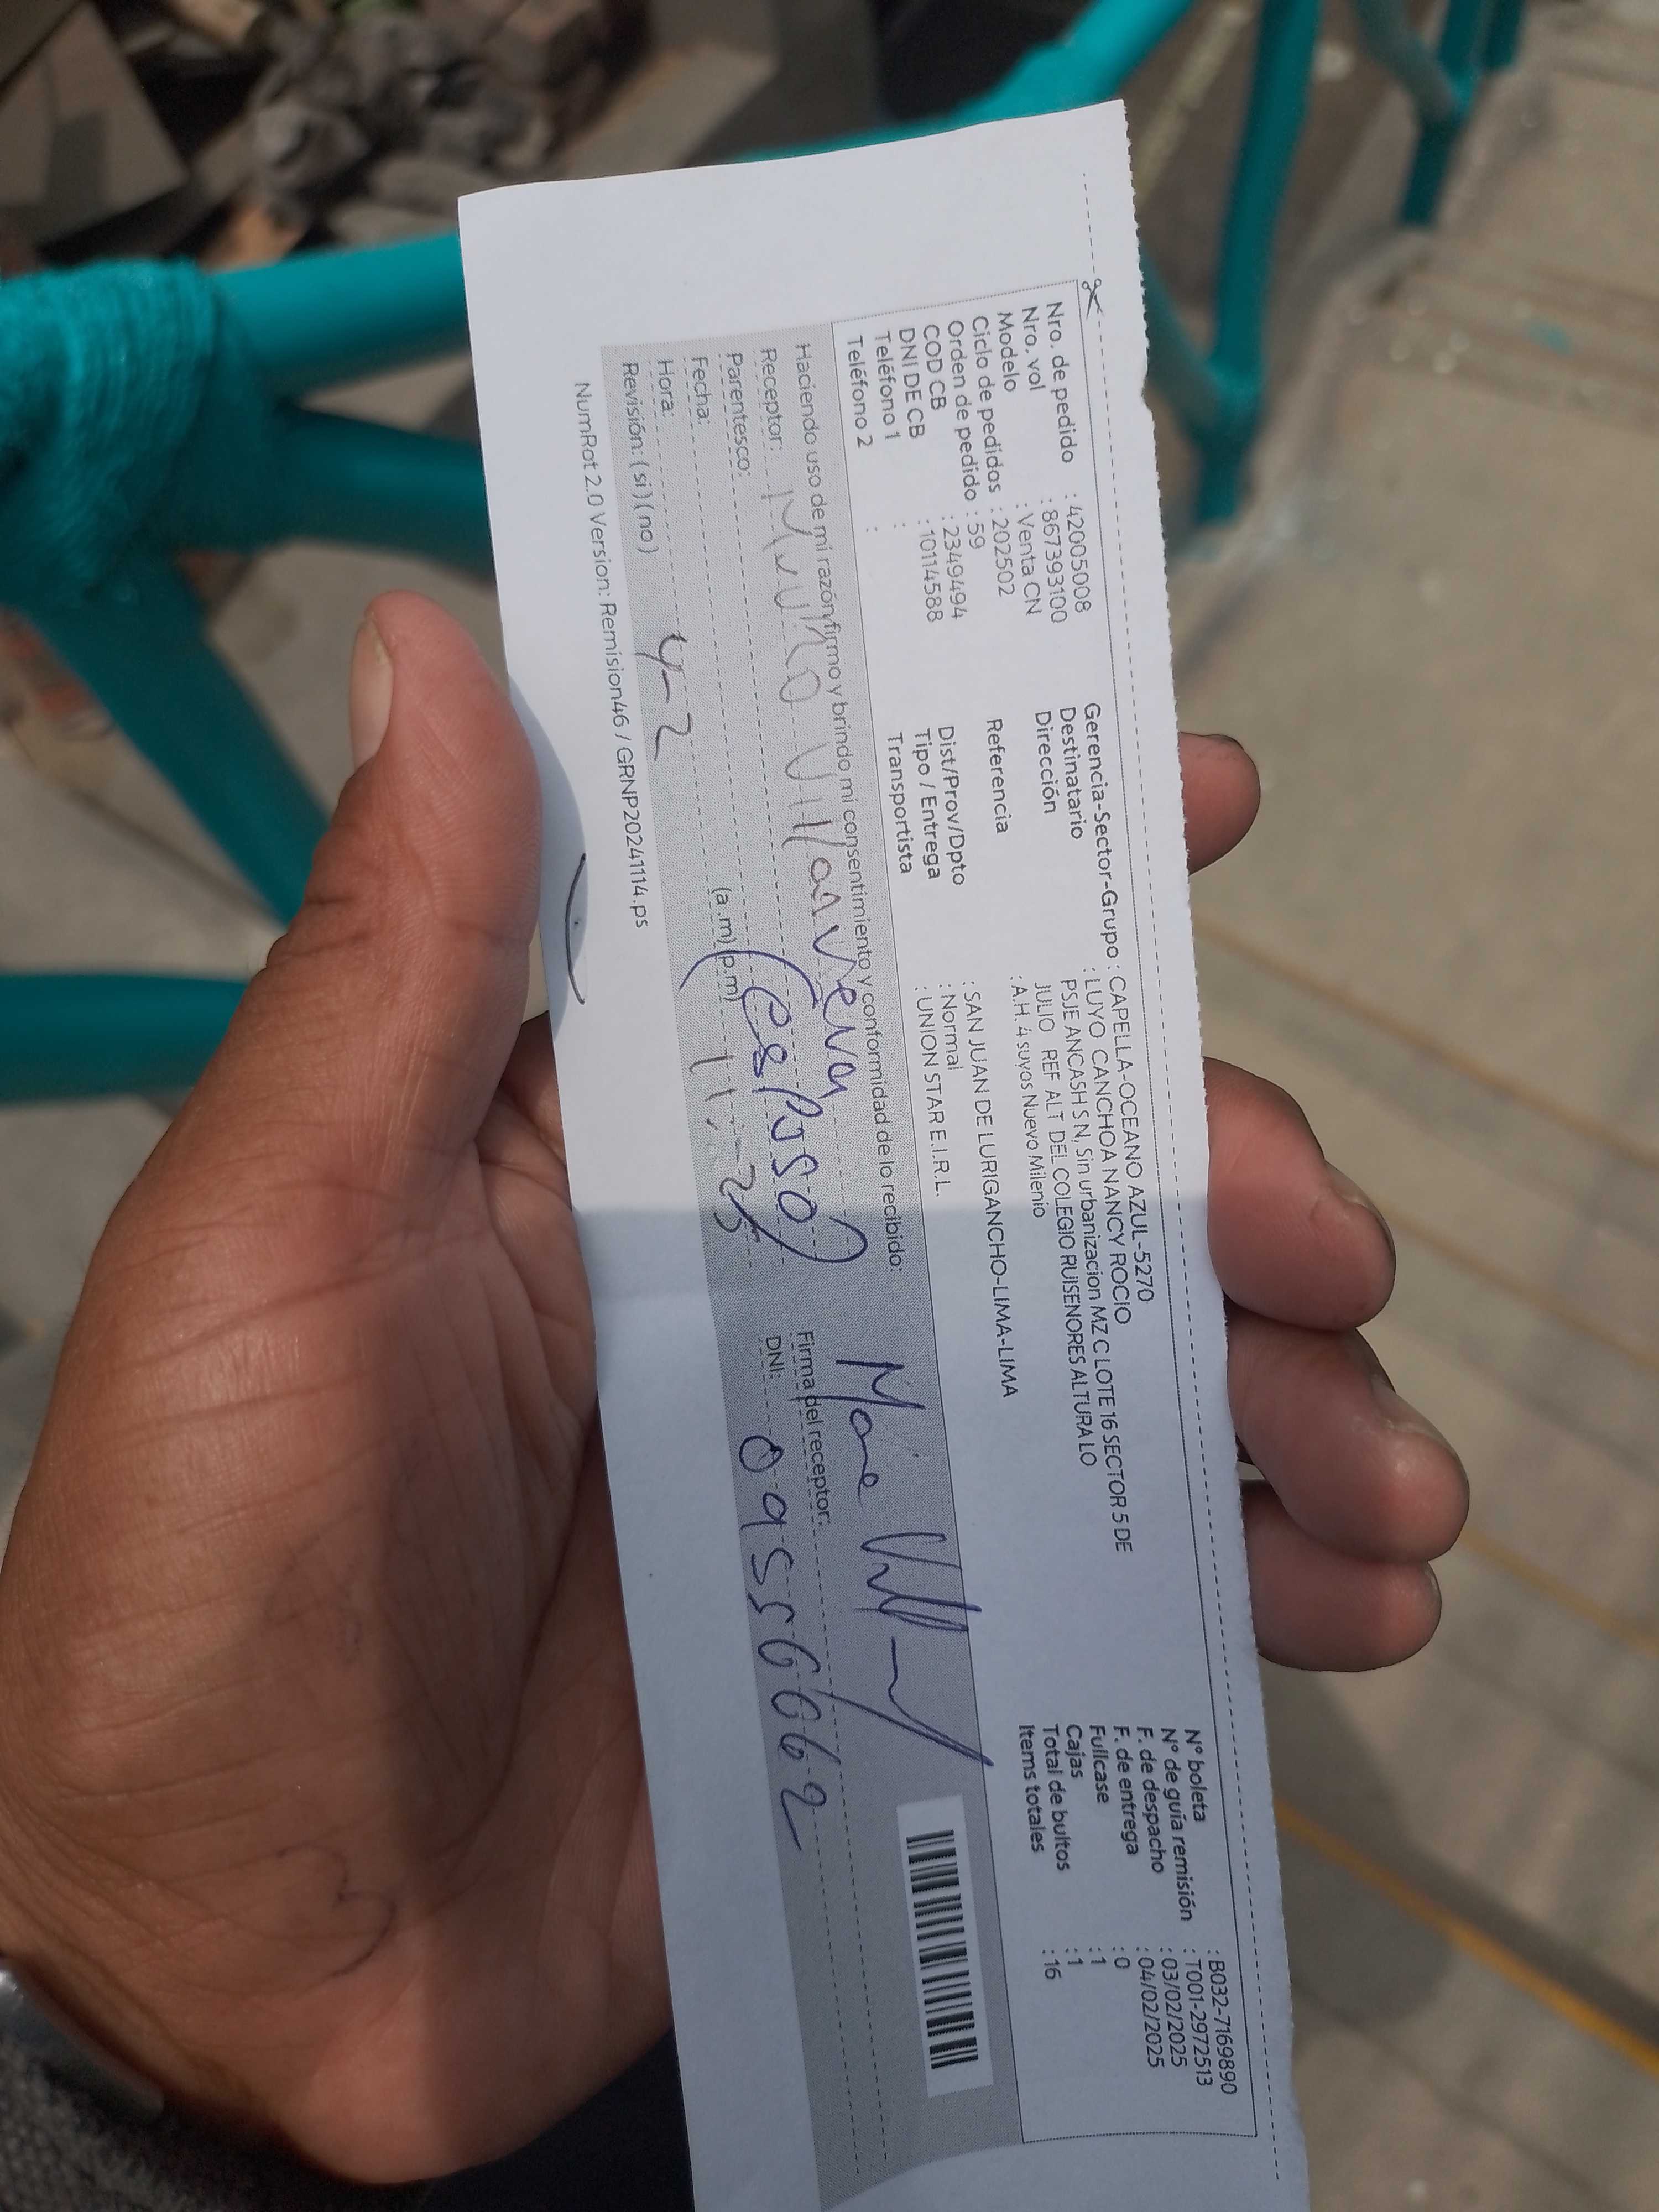 Nro. de pedido : 42005008
Nro. vol : 867393100
Modelo : Venta CN
Ciclo de pedidos : 202502
Orden de pedido : 59
COD CB : 2349494
DNI DE CB : 10114588
Teléfono 1 :
Teléfono 2 :
Gerencia-Sector-Grupo : CAPELLA-OCEANO AZUL-5270
Destinatario : LUYO CANCHOA NANCY ROCIO
Dirección PSJE ANCASH S N, Sin urbanizacion MZ C LOTE 16 SECTOR 5 DE
JULIO REF ALT DEL COLEGIO RUISENORES ALTURA LO
Referencia : A.H. 4 suyos Nuevo Milenio
Dist/Prov/Dpto : SAN JUAN DE LURIGANCHO-LIMA-LIMA
Tipo / Entrega : Normal
Transportista : UNION STAR E.I.R.L.
N° boleta : B032-7169890
N° de guía remisión : T001-2972513
F. de despacho : 03/02/2025
F. de entrega : 04/02/2025
Fullcase : 0
Cajas : 1
Total de bultos : 1
Items totales : 16
Haciendo uso de mi razón firmo y brindo mi consentimiento y conformidad de lo recibido:
Receptor: Villanueva
Parentesco: (esposo)
Fecha: 4-2
Hora: (a.m) (p.m) 11:25
Revisión: (si) (no)
Firma del receptor:
DNI: 09556662
NumRot 2.0 Version: Remision46 / GRNP20241114.ps